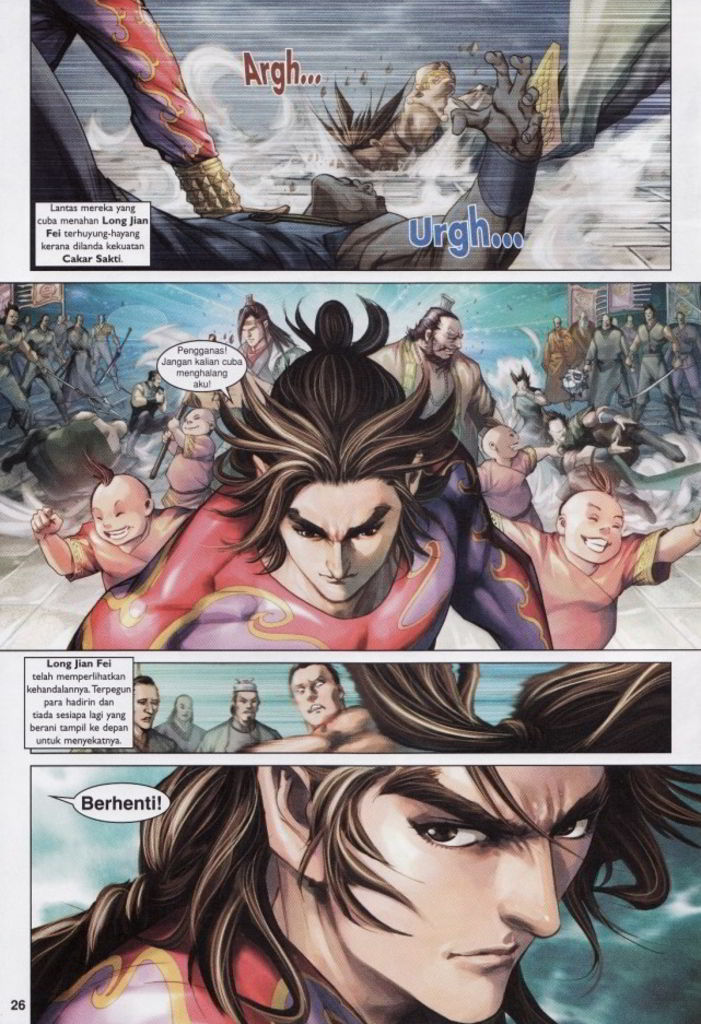 Argh...
Lantas mereka yang
cuba menahan Long Jian
Fei terhuyung-hayang
kerana dilanda kekuatan
Cakar Sakti.
Urgh...
Pengganas!
Jangan kalian cuba
menghalang
aku!
Long Jian Fei
telah memperlihatkan
kehandalannya. Terpegun
para hadirin dan
tiada sesiapa lagi yang
berani tampil ke depan
untuk menyekatnya.
Berhenti!
26